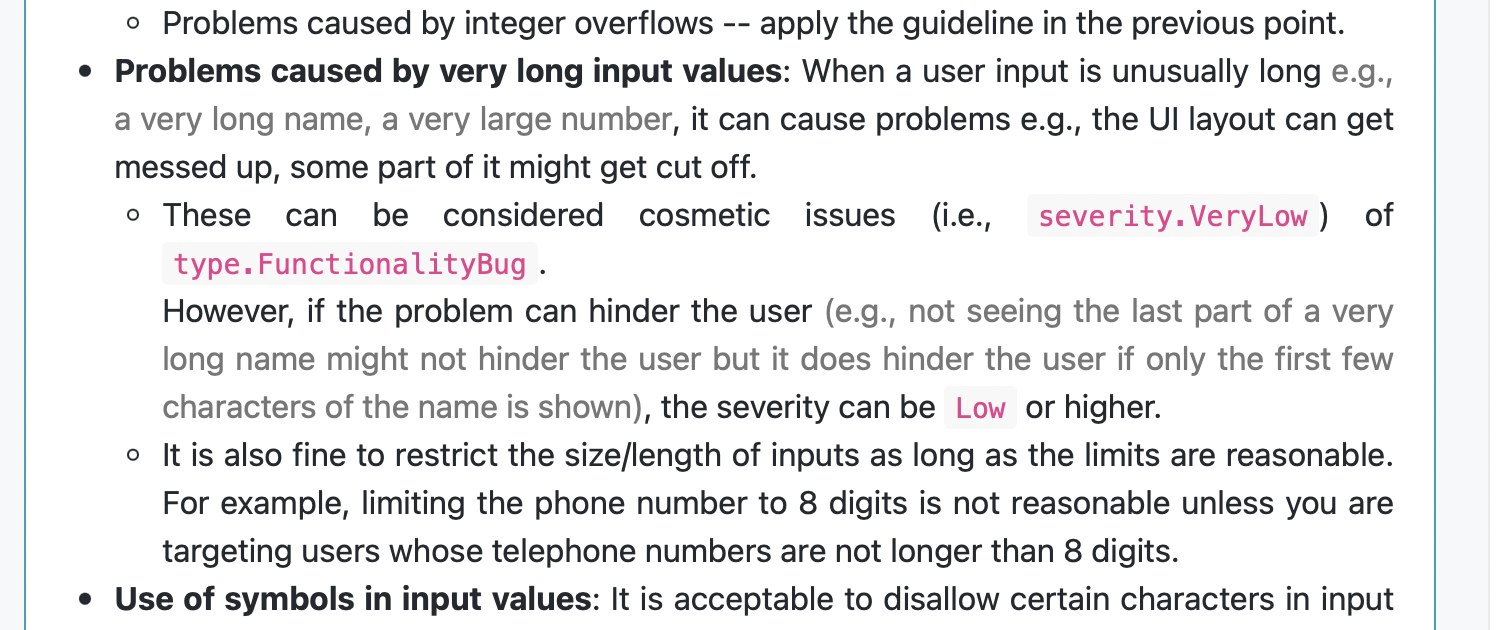 Problems caused by integer overflows -- apply the guideline in the previous point.
Problems caused by very long input values: When a user input is unusually long e.g.,
a very long name, a very large number, it can cause problems e.g., the UI layout can get
messed up, some part of it might get cut off.
These can be considered cosmetic issues (i.e., severity.VeryLow) of
type.FunctionalityBug.
However, if the problem can hinder the user (e.g., not seeing the last part of a very
long name might not hinder the user but it does hinder the user if only the first few
characters of the name is shown), the severity can be Low or higher.
It is also fine to restrict the size/length of inputs as long as the limits are reasonable.
For example, limiting the phone number to 8 digits is not reasonable unless you are
targeting users whose telephone numbers are not longer than 8 digits.
Use of symbols in input values: It is acceptable to disallow certain characters in input